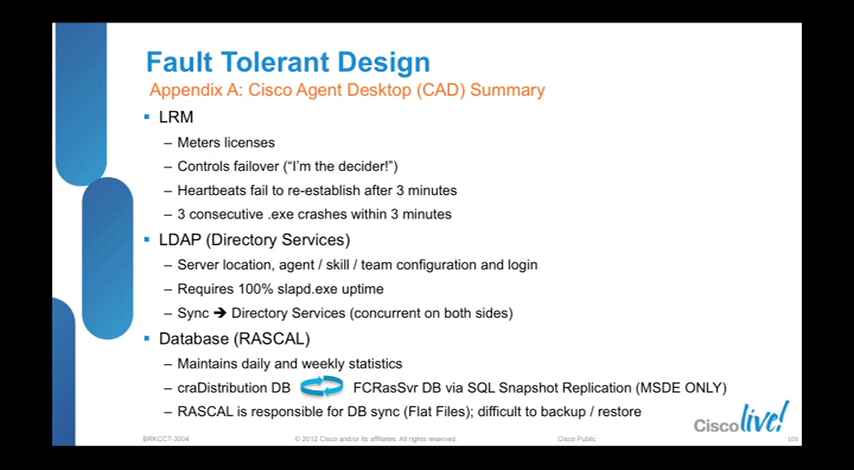 Fault Tolerant Design
Appendix A: Cisco Agent Desktop (CAD) Summary
▪ LRM
– Meters licenses
– Controls failover (“I’m the decider!”)
– Heartbeats fail to re-establish after 3 minutes
– 3 consecutive .exe crashes within 3 minutes
▪ LDAP (Directory Services)
– Server location, agent / skill / team configuration and login
– Requires 100% slapd.exe uptime
– Sync ➔ Directory Services (concurrent on both sides)
▪ Database (RASCAL)
– Maintains daily and weekly statistics
– craDistribution DB FCRasSvr DB via SQL Snapshot Replication (MSDE ONLY)
– RASCAL is responsible for DB sync (Flat Files); difficult to backup / restore
Cisco live!
BRKCCT-3004 © 2012 Cisco and/or its affiliates. All rights reserved. Cisco Public 103